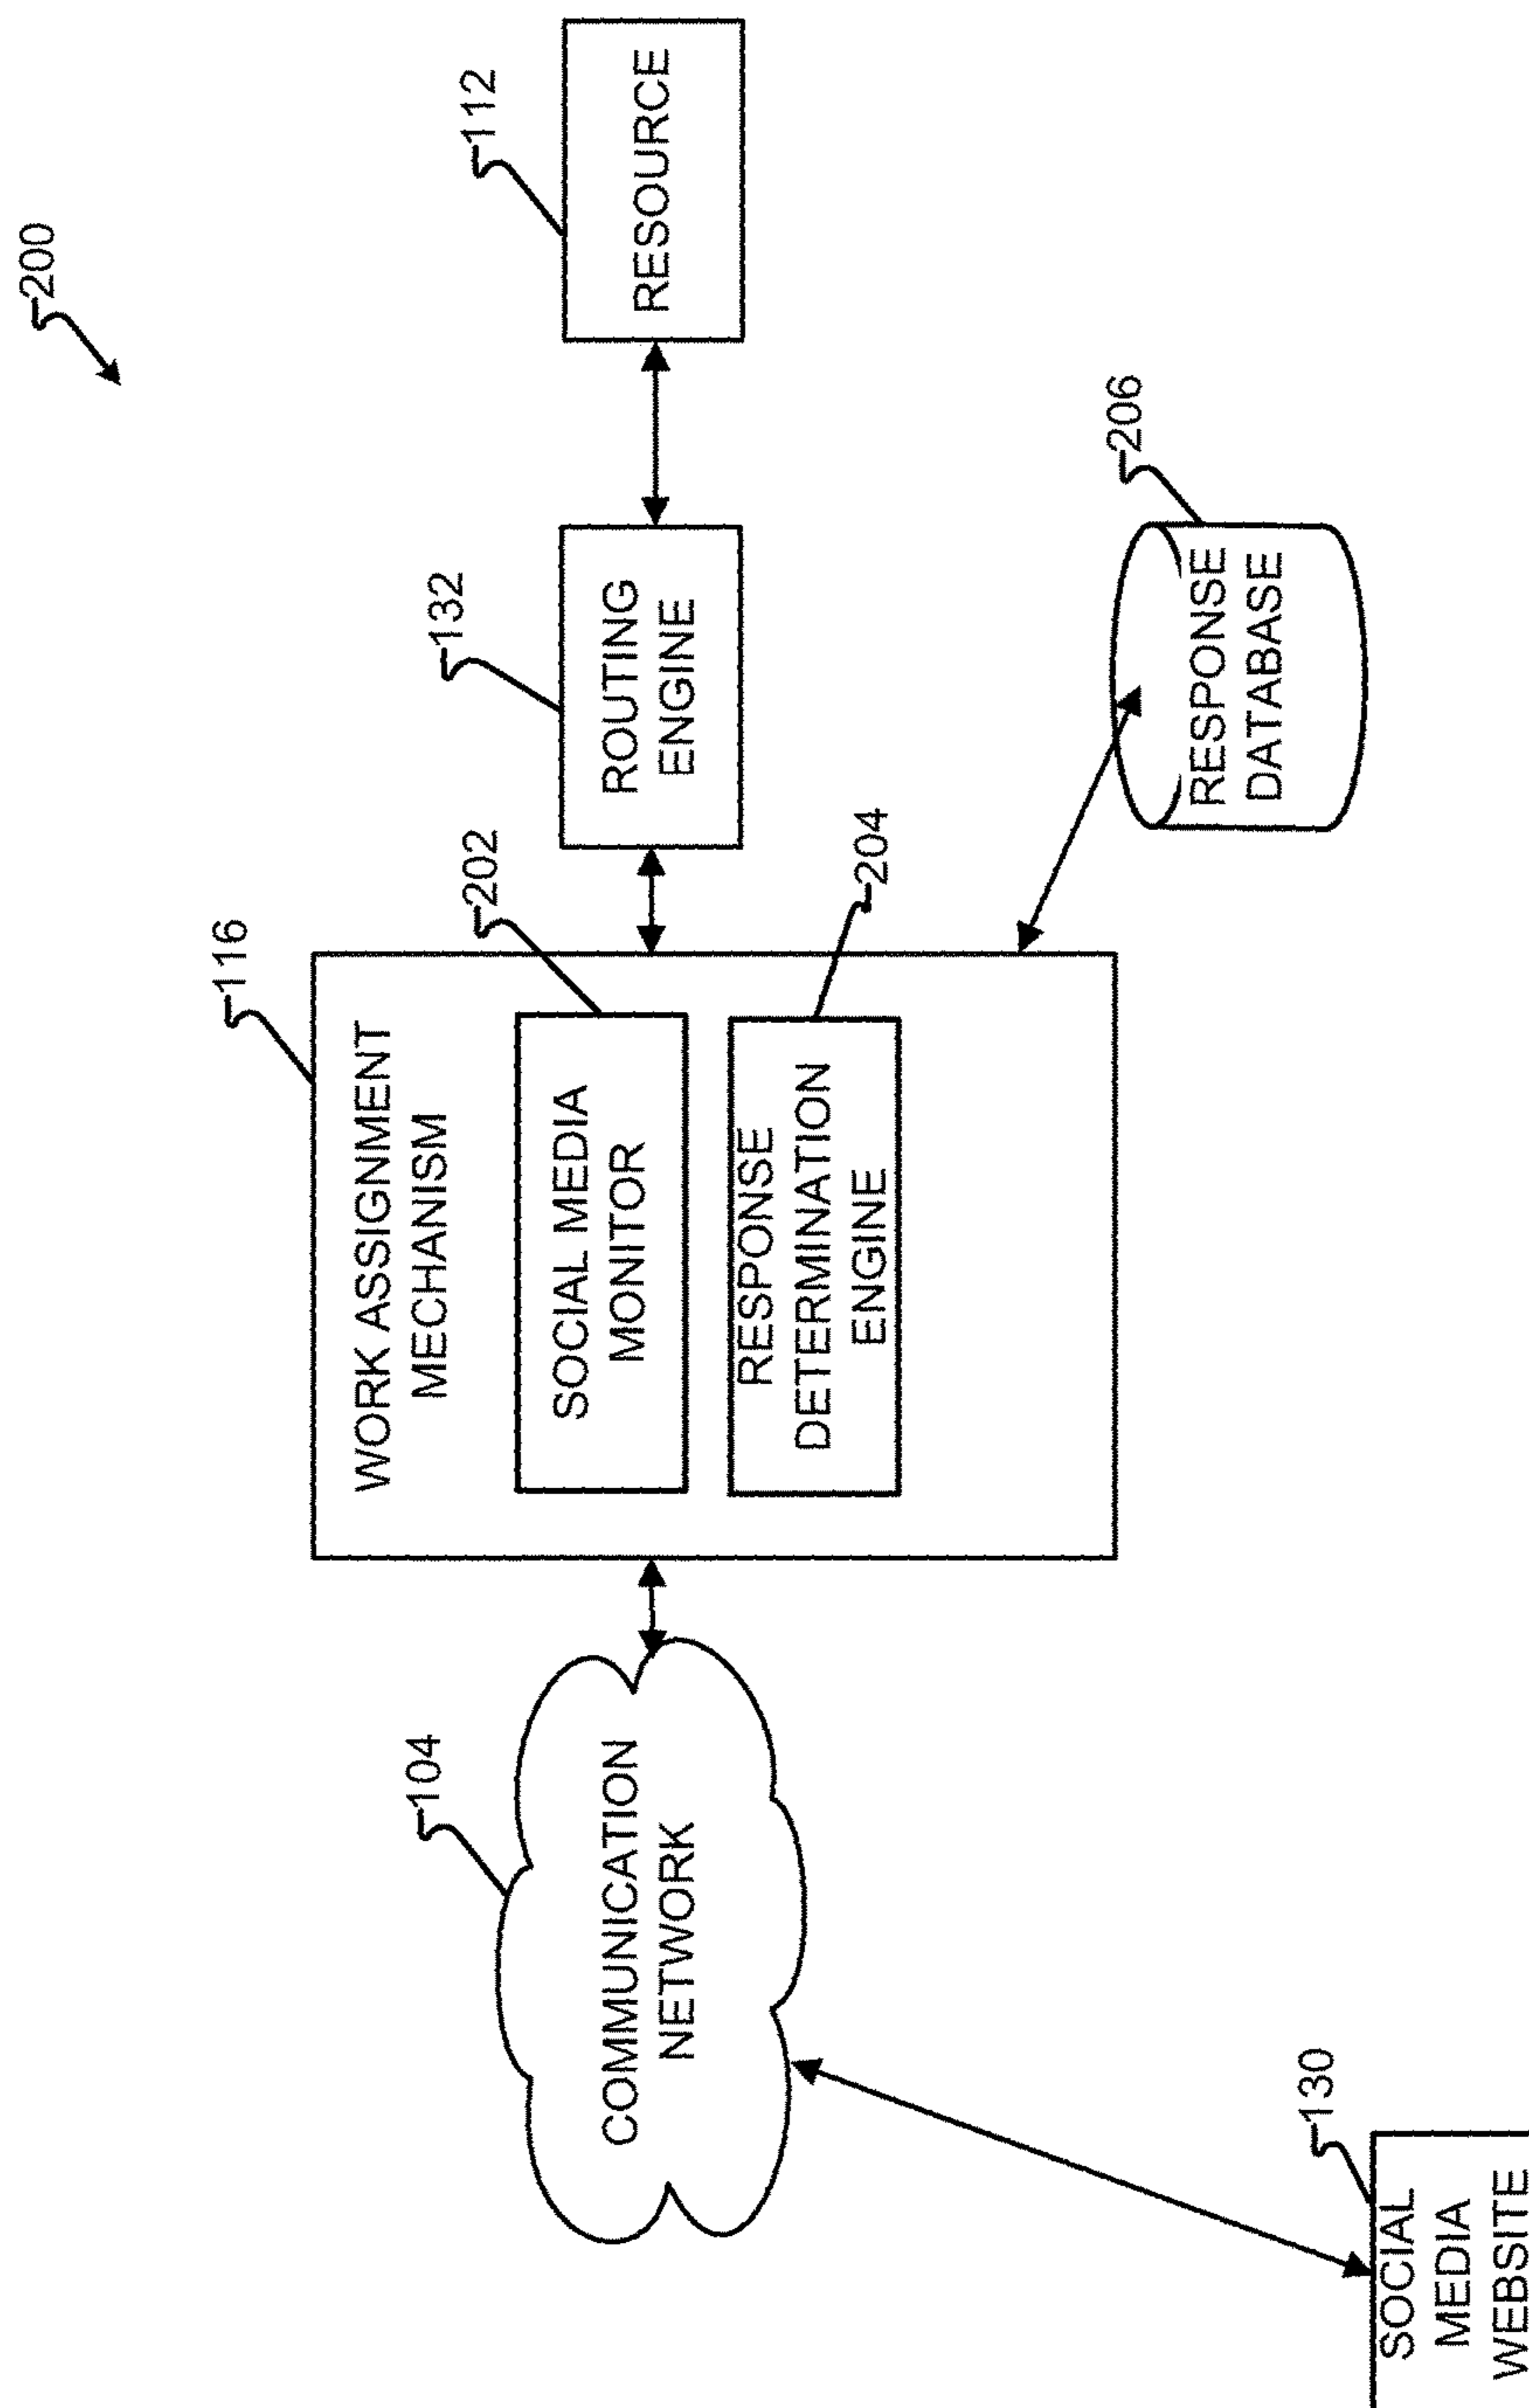 200
116
WORK ASSIGNMENT
MECHANISM
104
COMMUNICATION
NETWORK
202
SOCIAL MEDIA
MONITOR
204
RESPONSE
DETERMINATION
ENGINE
132
ROUTING
ENGINE
112
RESOURCE
206
RESPONSE
DATABASE
130
SOCIAL
MEDIA
WEBSITE